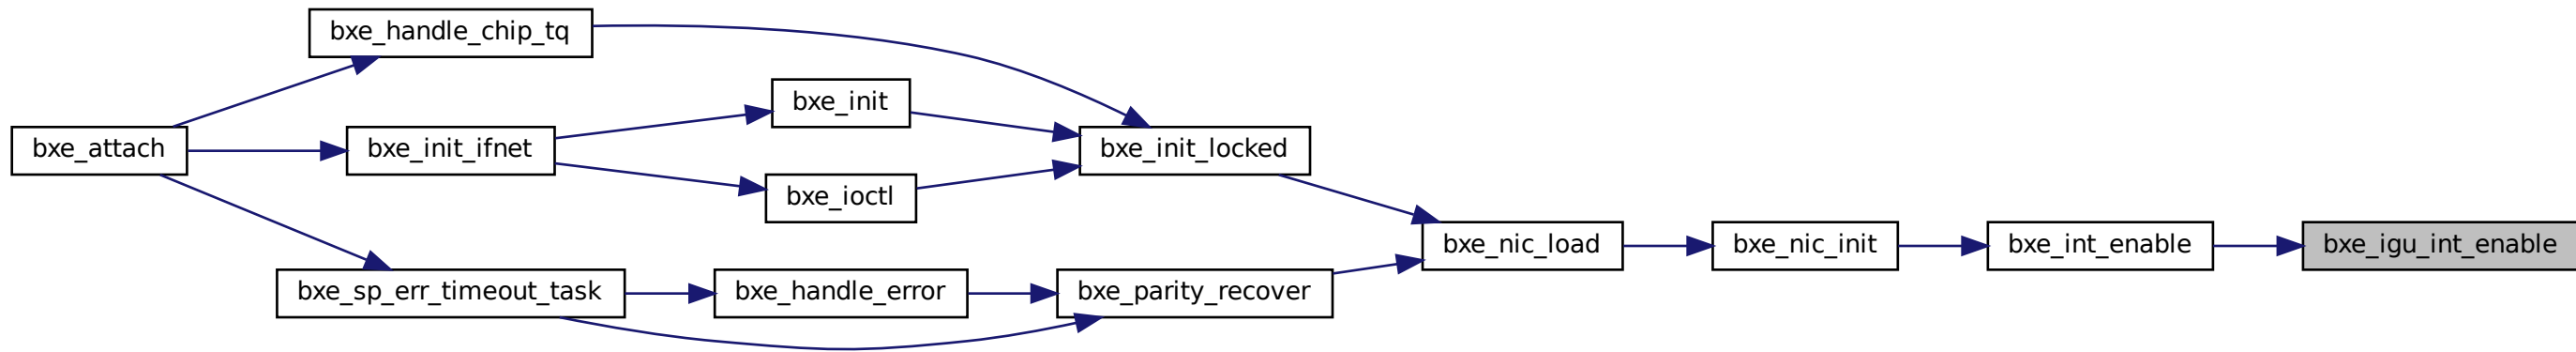 bxe_handle_chip_tq
bxe_init
bxe_attach
bxe_init_ifnet
bxe_init_locked
bxe_ioctl
bxe_nic_load
bxe_nic_init
bxe_int_enable
bxe_igu_int_enable
bxe_sp_err_timeout_task
bxe_handle_error
bxe_parity_recover